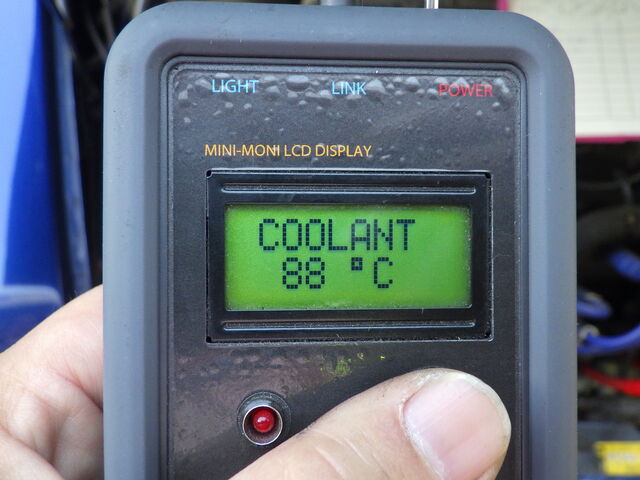 LIGHT LINK POWER
MINI-MONI LCD DISPLAY
COOLANT
88 °C